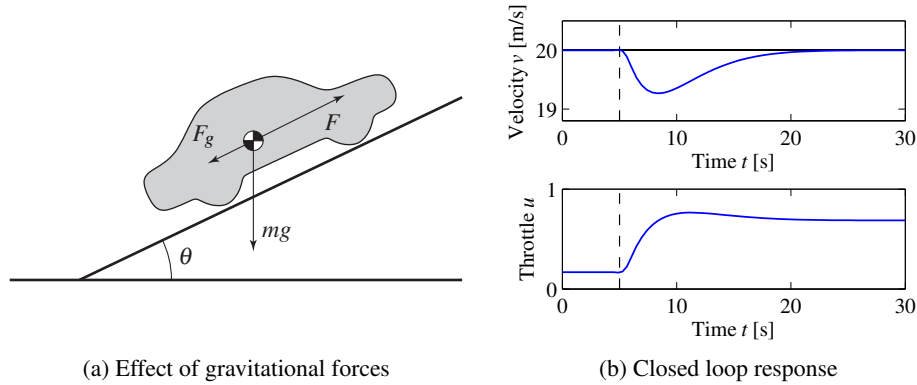 F_g
F
mg
θ
(a) Effect of gravitational forces
Velocity v [m/s]
20
19
0
10
20
30
Time t [s]
Throttle u
1
0
0
10
20
30
Time t [s]
(b) Closed loop response